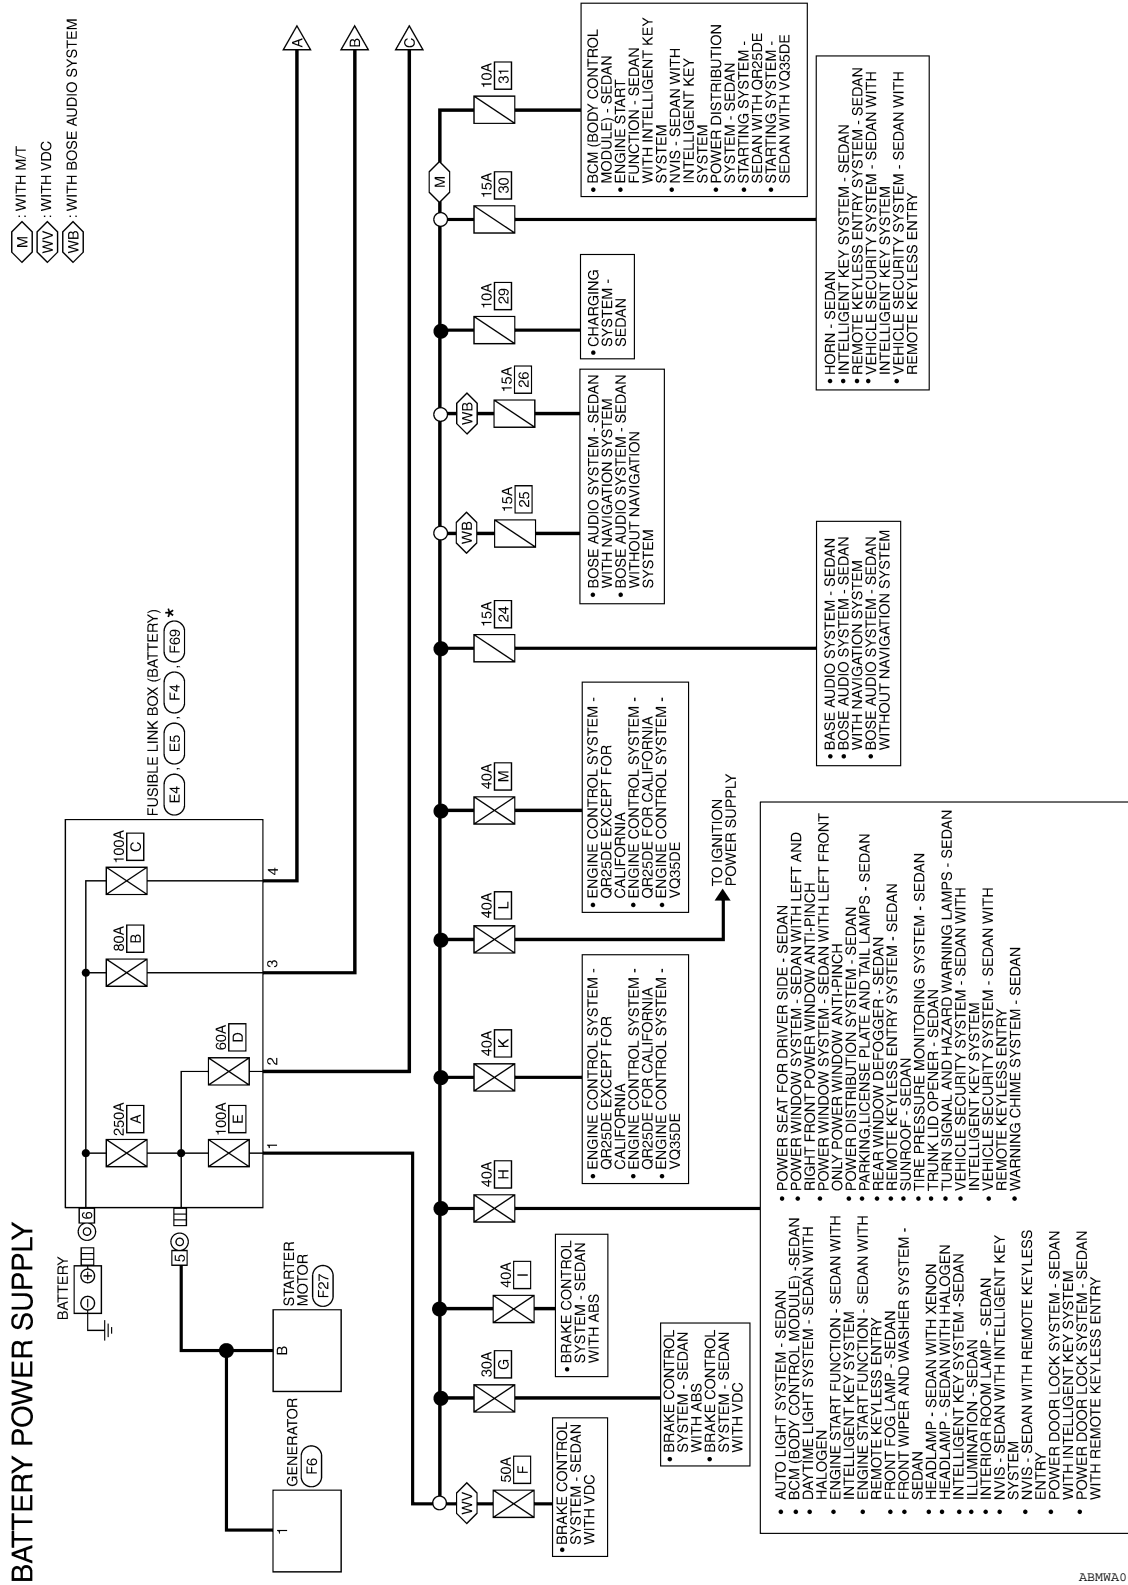 BATTERY POWER SUPPLY
M : WITH M/T
WV : WITH VDC
WB : WITH BOSE AUDIO SYSTEM
BATTERY
6
5
FUSIBLE LINK BOX (BATTERY)
E4 , E5 , F4 , F69 *
250A
A
80A
B
100A
C
100A
E
60A
D
1
2
3
4
A
B
C
GENERATOR
F6
1
STARTER
MOTOR
F27
B
WV
50A
F
• BRAKE CONTROL
SYSTEM - SEDAN
WITH VDC
30A
G
• BRAKE CONTROL
SYSTEM - SEDAN
WITH ABS
• BRAKE CONTROL
SYSTEM - SEDAN
WITH VDC
40A
I
• BRAKE CONTROL
SYSTEM - SEDAN
WITH ABS
40A
H
• AUTO LIGHT SYSTEM - SEDAN
• BCM (BODY CONTROL MODULE) -SEDAN
• DAYTIME LIGHT SYSTEM - SEDAN WITH
HALOGEN
• ENGINE START FUNCTION - SEDAN WITH
INTELLIGENT KEY SYSTEM
• ENGINE START FUNCTION - SEDAN WITH
REMOTE KEYLESS ENTRY
• FRONT FOG LAMP - SEDAN
• FRONT WIPER AND WASHER SYSTEM -
SEDAN
• HEADLAMP - SEDAN WITH XENON
• HEADLAMP - SEDAN WITH HALOGEN
• INTELLIGENT KEY SYSTEM -SEDAN
• ILLUMINATION - SEDAN
• INTERIOR ROOM LAMP - SEDAN
• NVIS - SEDAN WITH INTELLIGENT KEY
SYSTEM
• NVIS - SEDAN WITH REMOTE KEYLESS
ENTRY
• POWER DOOR LOCK SYSTEM - SEDAN
WITH INTELLIGENT KEY SYSTEM
• POWER DOOR LOCK SYSTEM - SEDAN
WITH REMOTE KEYLESS ENTRY
• POWER SEAT FOR DRIVER SIDE - SEDAN
• POWER WINDOW SYSTEM - SEDAN WITH LEFT AND
RIGHT FRONT POWER WINDOW ANTI-PINCH
• POWER WINDOW SYSTEM - SEDAN WITH LEFT FRONT
ONLY POWER WINDOW ANTI-PINCH
• POWER DISTRIBUTION SYSTEM - SEDAN
• PARKING,LICENSE PLATE AND TAIL LAMPS - SEDAN
• REAR WINDOW DEFOGGER - SEDAN
• REMOTE KEYLESS ENTRY SYSTEM - SEDAN
• SUNROOF - SEDAN
• TIRE PRESSURE MONITORING SYSTEM - SEDAN
• TRUNK LID OPENER - SEDAN
• TURN SIGNAL AND HAZARD WARNING LAMPS - SEDAN
• VEHICLE SECURITY SYSTEM - SEDAN WITH
INTELLIGENT KEY SYSTEM
• VEHICLE SECURITY SYSTEM - SEDAN WITH
REMOTE KEYLESS ENTRY
• WARNING CHIME SYSTEM - SEDAN
40A
K
• ENGINE CONTROL SYSTEM -
QR25DE EXCEPT FOR
CALIFORNIA
• ENGINE CONTROL SYSTEM -
QR25DE FOR CALIFORNIA
• ENGINE CONTROL SYSTEM -
VQ35DE
40A
L
TO IGNITION
POWER SUPPLY
40A
M
• ENGINE CONTROL SYSTEM -
QR25DE EXCEPT FOR
CALIFORNIA
• ENGINE CONTROL SYSTEM -
QR25DE FOR CALIFORNIA
• ENGINE CONTROL SYSTEM -
VQ35DE
15A
24
• BASE AUDIO SYSTEM - SEDAN
• BOSE AUDIO SYSTEM - SEDAN
WITH NAVIGATION SYSTEM
• BOSE AUDIO SYSTEM - SEDAN
WITHOUT NAVIGATION SYSTEM
WB
15A
25
WB
15A
26
• BOSE AUDIO SYSTEM - SEDAN
WITH NAVIGATION SYSTEM
• BOSE AUDIO SYSTEM - SEDAN
WITHOUT NAVIGATION
SYSTEM
10A
29
• CHARGING
SYSTEM -
SEDAN
15A
30
• HORN - SEDAN
• INTELLIGENT KEY SYSTEM - SEDAN
• REMOTE KEYLESS ENTRY SYSTEM - SEDAN
• VEHICLE SECURITY SYSTEM - SEDAN WITH
INTELLIGENT KEY SYSTEM
• VEHICLE SECURITY SYSTEM - SEDAN WITH
REMOTE KEYLESS ENTRY
M
10A
31
• BCM (BODY CONTROL
MODULE) - SEDAN
• ENGINE START
FUNCTION - SEDAN
WITH INTELLIGENT KEY
SYSTEM
• NVIS - SEDAN WITH
INTELLIGENT KEY
SYSTEM
• POWER DISTRIBUTION
SYSTEM - SEDAN
• STARTING SYSTEM -
SEDAN WITH QR25DE
• STARTING SYSTEM -
SEDAN WITH VQ35DE
ABMWA0